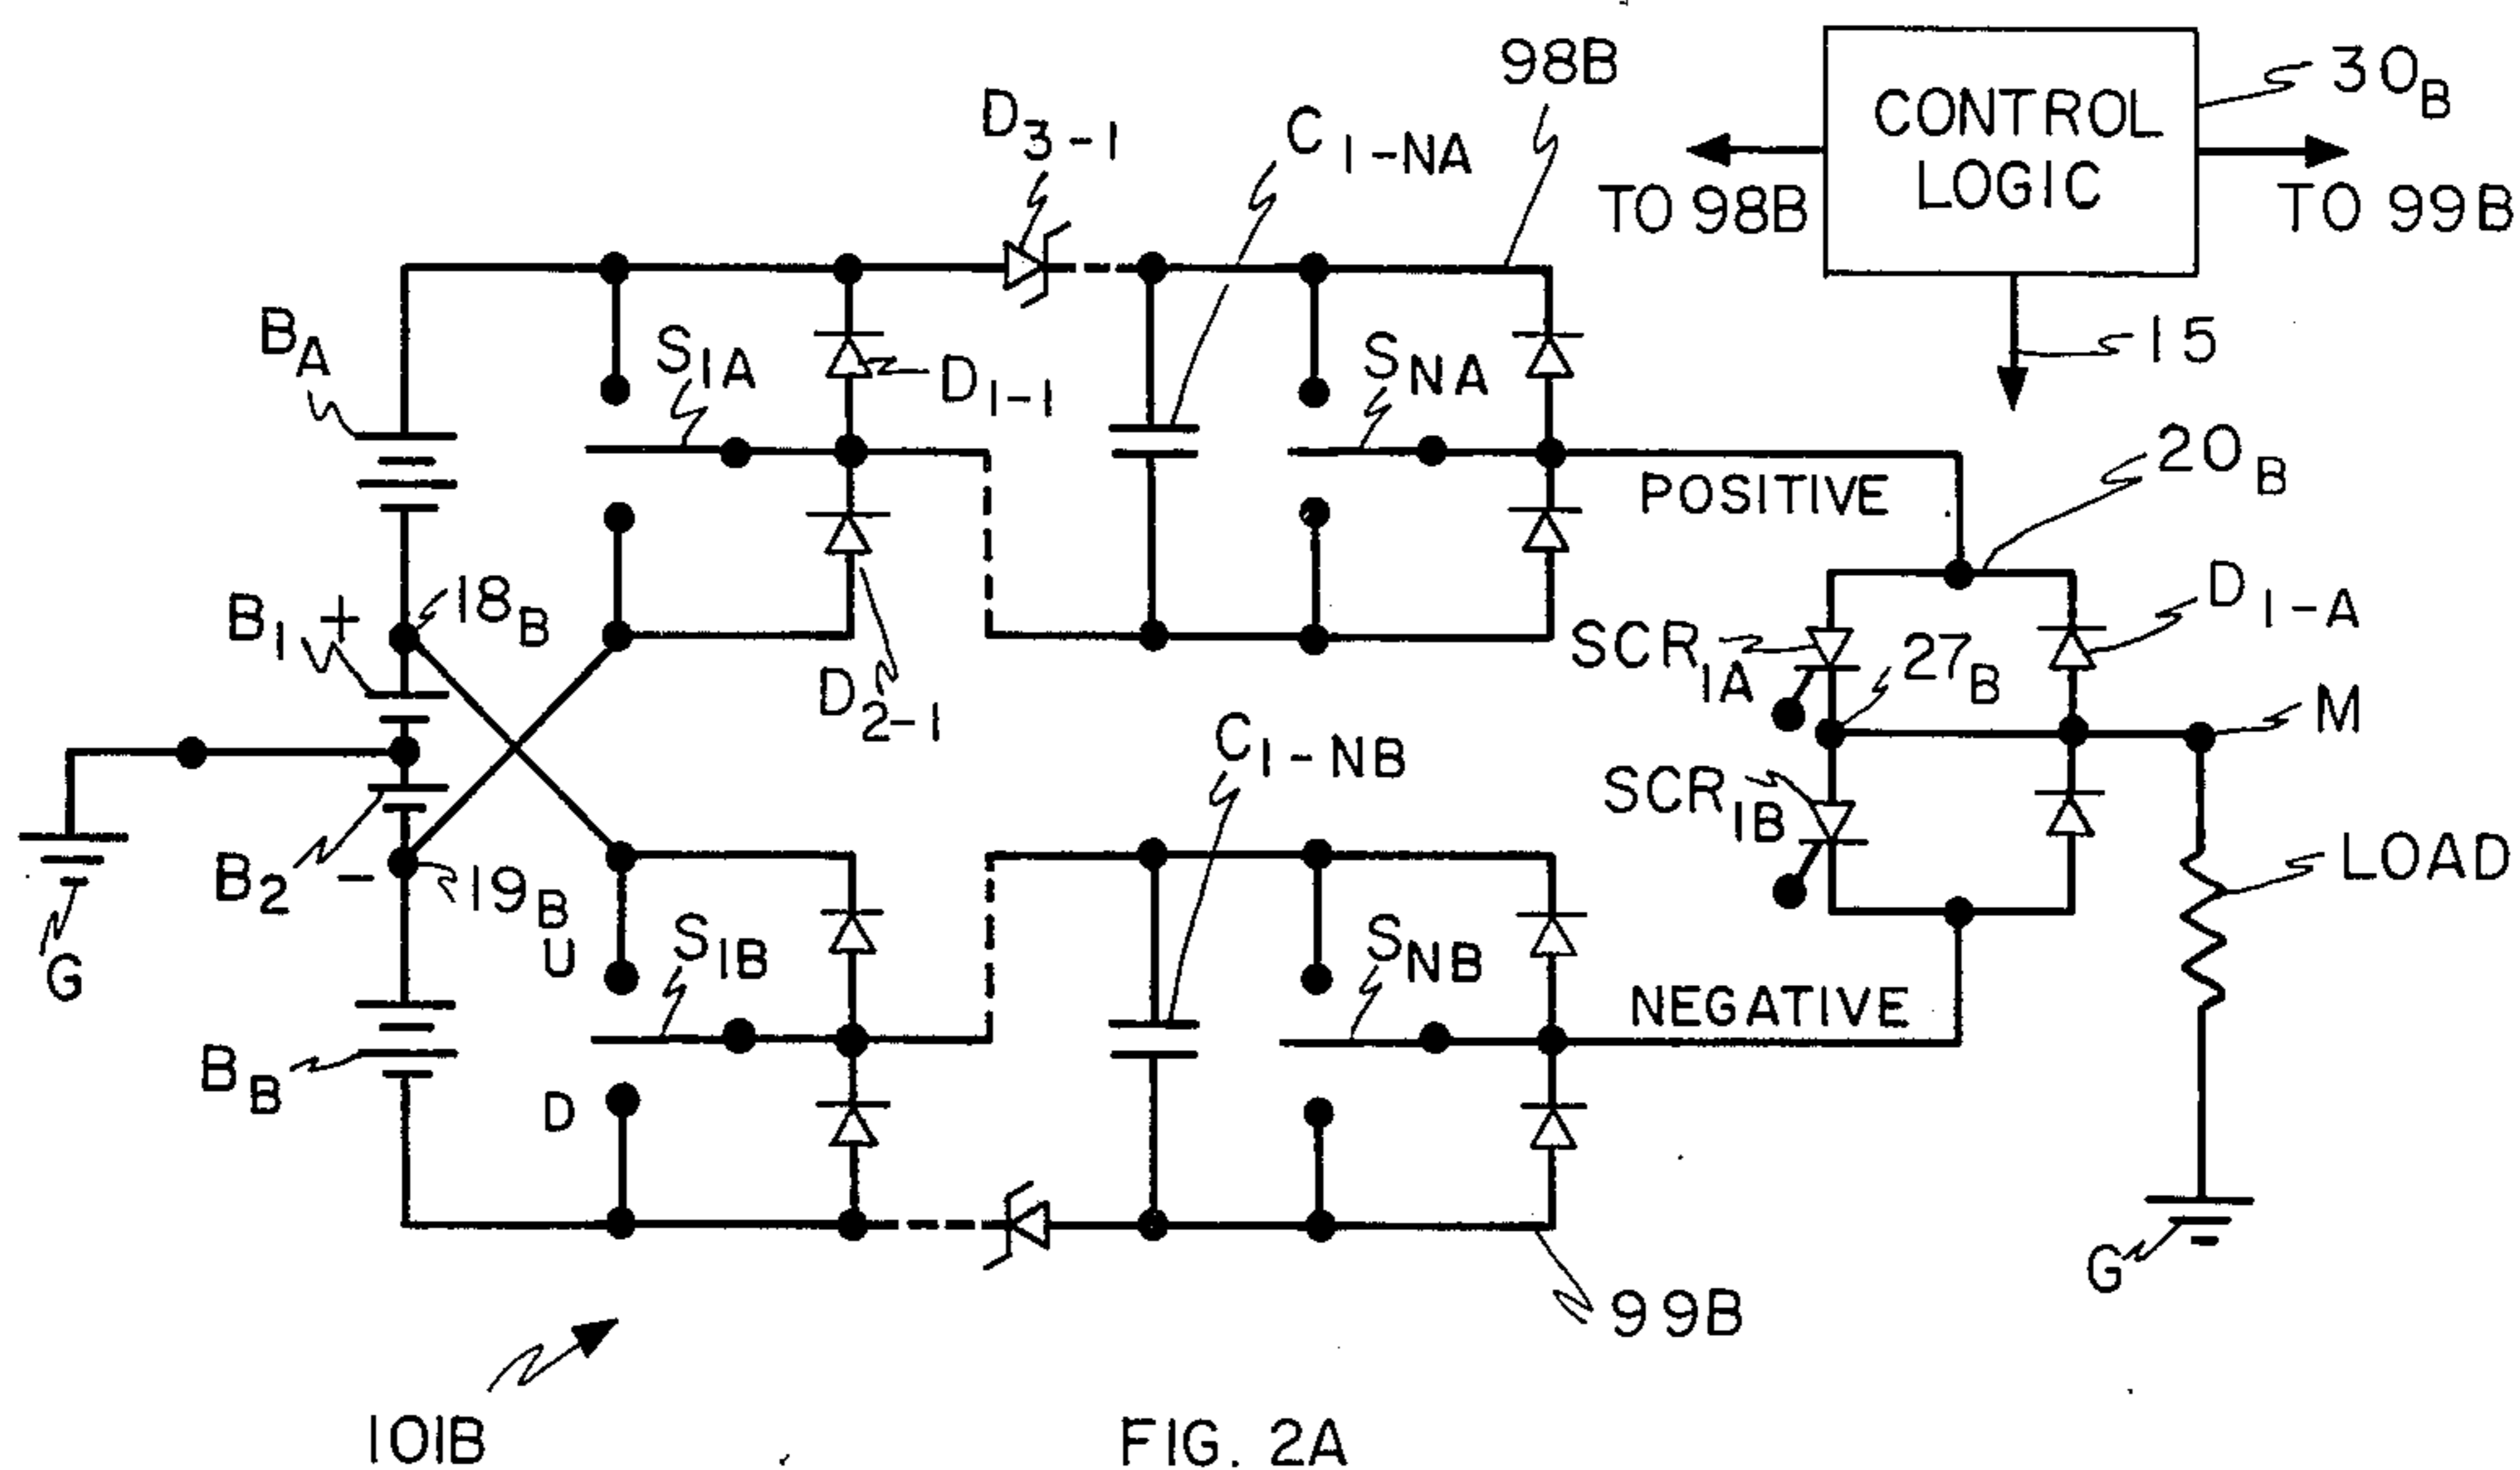 98B
30B
CONTROL
LOGIC
D3-1
C1-NA
TO 98B
TO 99B
BA
S1A
D1-1
SNA
15
20B
POSITIVE
B1
+
18B
D2-1
SCR1A
27B
D1-A
M
C1-NB
SCR1B
B2
-
19B
LOAD
G
U
S1B
SNB
NEGATIVE
BB
D
G
99B
101B
FIG. 2A